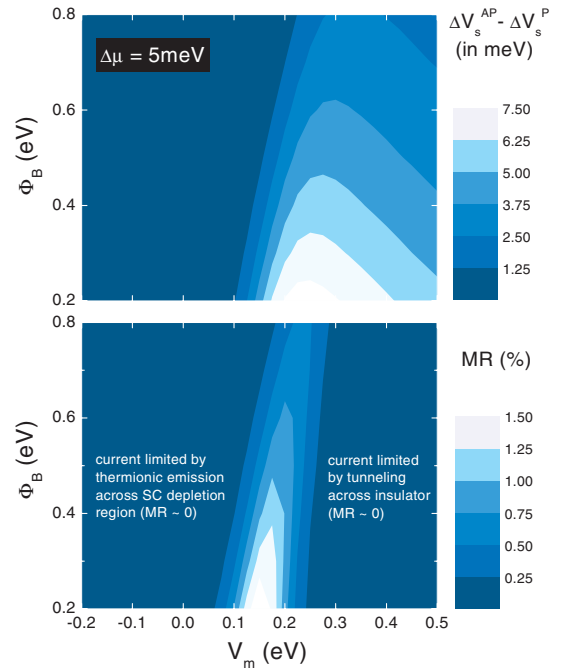 ΔV_s^AP - ΔV_s^P
(in meV)
Δμ = 5meV
0.8
0.6
0.4
0.2
Φ_B (eV)
7.50
6.25
5.00
3.75
2.50
1.25
0.8
0.6
0.4
0.2
Φ_B (eV)
current limited by
thermionic emission
across SC depletion
region (MR ~ 0)
current limited
by tunneling
across insulator
(MR ~ 0)
MR (%)
1.50
1.25
1.00
0.75
0.50
0.25
-0.2 -0.1 0.0 0.1 0.2 0.3 0.4 0.5
V_m (eV)